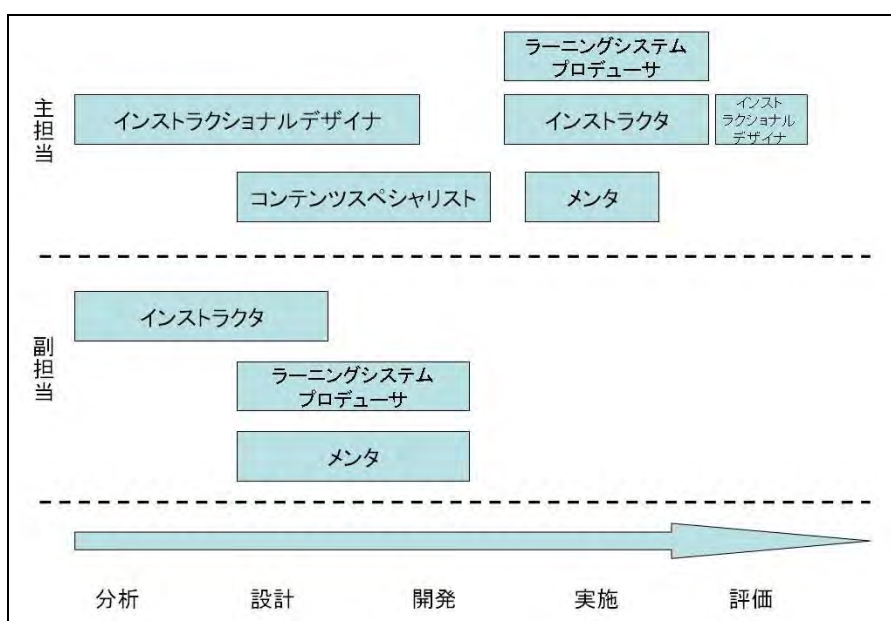 主担当
ラーニングシステム
プロデューサ
インストラクショナルデザイナ
インストラクタ
インスト
ラクショナル
デザイナ
コンテンツスペシャリスト
メンタ
副担当
インストラクタ
ラーニングシステム
プロデューサ
メンタ
分析
設計
開発
実施
評価